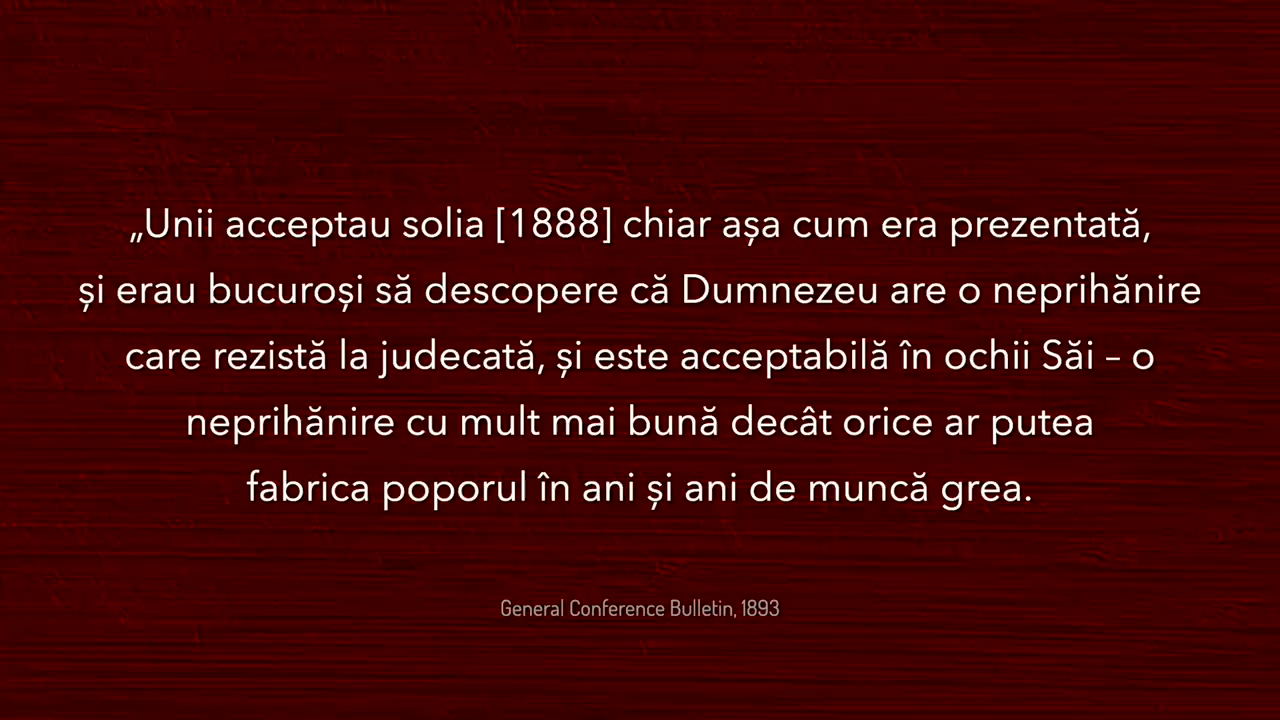 „Unii acceptau solia [1888] chiar așa cum era prezentată,
și erau bucuroși să descopere că Dumnezeu are o neprihănire
care rezistă la judecată, și este acceptabilă în ochii Săi – o
neprihănire cu mult mai bună decât orice ar putea
fabrica poporul în ani și ani de muncă grea.
General Conference Bulletin, 1893